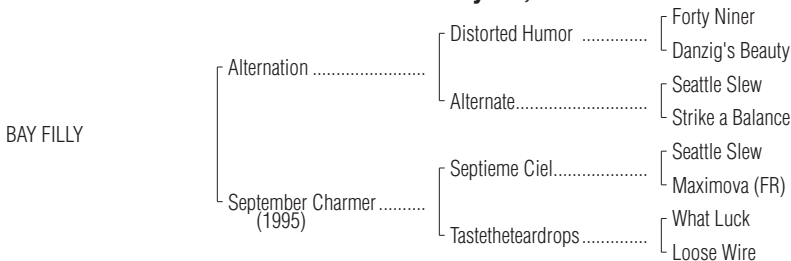 Forty Niner
Distorted Humor ..............
Danzig's Beauty
Alternation ........................
Seattle Slew
Alternate............................
Strike a Balance
BAY FILLY
Seattle Slew
Septieme Ciel....................
Maximova (FR)
September Charmer ..........
(1995)
What Luck
Tastetheteardrops..............
Loose Wire